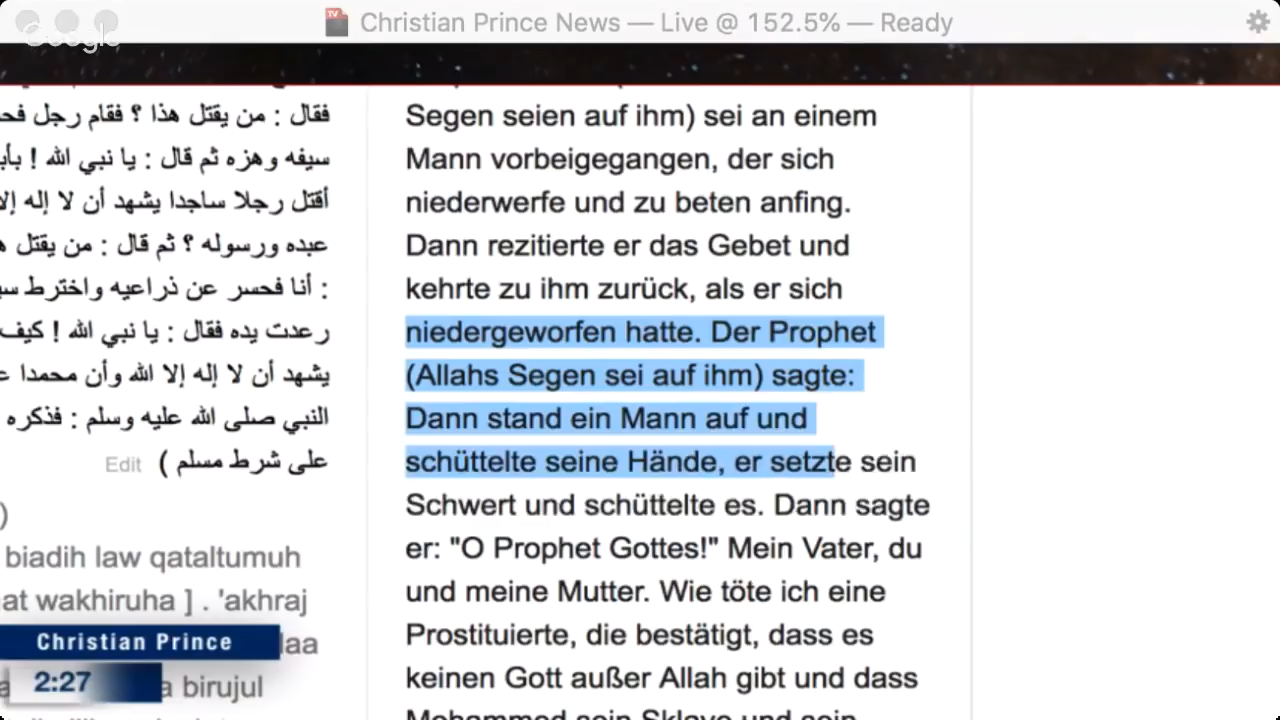 Christian Prince News — Live @ 152.5% — Ready
Google
فقال : من يقتل هذا ؟ فقام رجل
سيفه وهزه ثم قال : يا نبي الله !
أقتل رجلا ساجدا يشهد أن لا إله
عبده ورسوله ؟ ثم قال : من يقتل
: أنا فحسر عن ذراعيه واخترط
رعدت يده فقال : يا نبي الله ! كيف
يشهد أن لا إله إلا الله وأن محمدا
النبي صلى الله عليه وسلم : فذكره
على شرط مسلم )
Edit
)
biadih law qataltumuh
wakhiruha ] . 'akhraj
birujul
Segen seien auf ihm) sei an einem
Mann vorbeigegangen, der sich
niederwerfe und zu beten anfing.
Dann rezitierte er das Gebet und
kehrte zu ihm zurück, als er sich
niedergeworfen hatte. Der Prophet
(Allahs Segen sei auf ihm) sagte:
Dann stand ein Mann auf und
schüttelte seine Hände, er setzte sein
Schwert und schüttelte es. Dann sagte
er: "O Prophet Gottes!" Mein Vater, du
und meine Mutter. Wie töte ich eine
Prostituierte, die bestätigt, dass es
keinen Gott außer Allah gibt und dass
Mohammed sein Sklave und sein
Christian Prince
2:27